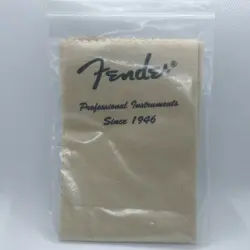 Fender
Professional Instruments
Since 1946